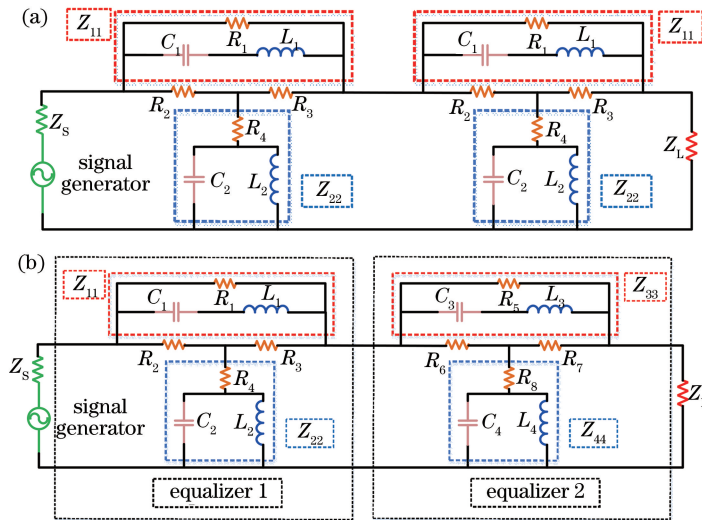 (a)
Z11
R1
C1
L1
R2
R3
R4
C2
L2
Z22
ZS
signal
generator
R1
C1
L1
Z11
R2
R3
R4
C2
L2
Z22
ZL
(b)
Z11
R1
C1
L1
R2
R3
R4
C2
L2
Z22
ZS
signal
generator
equalizer 1
C3
R5
L3
Z33
R6
R7
R8
C4
L4
Z44
equalizer 2